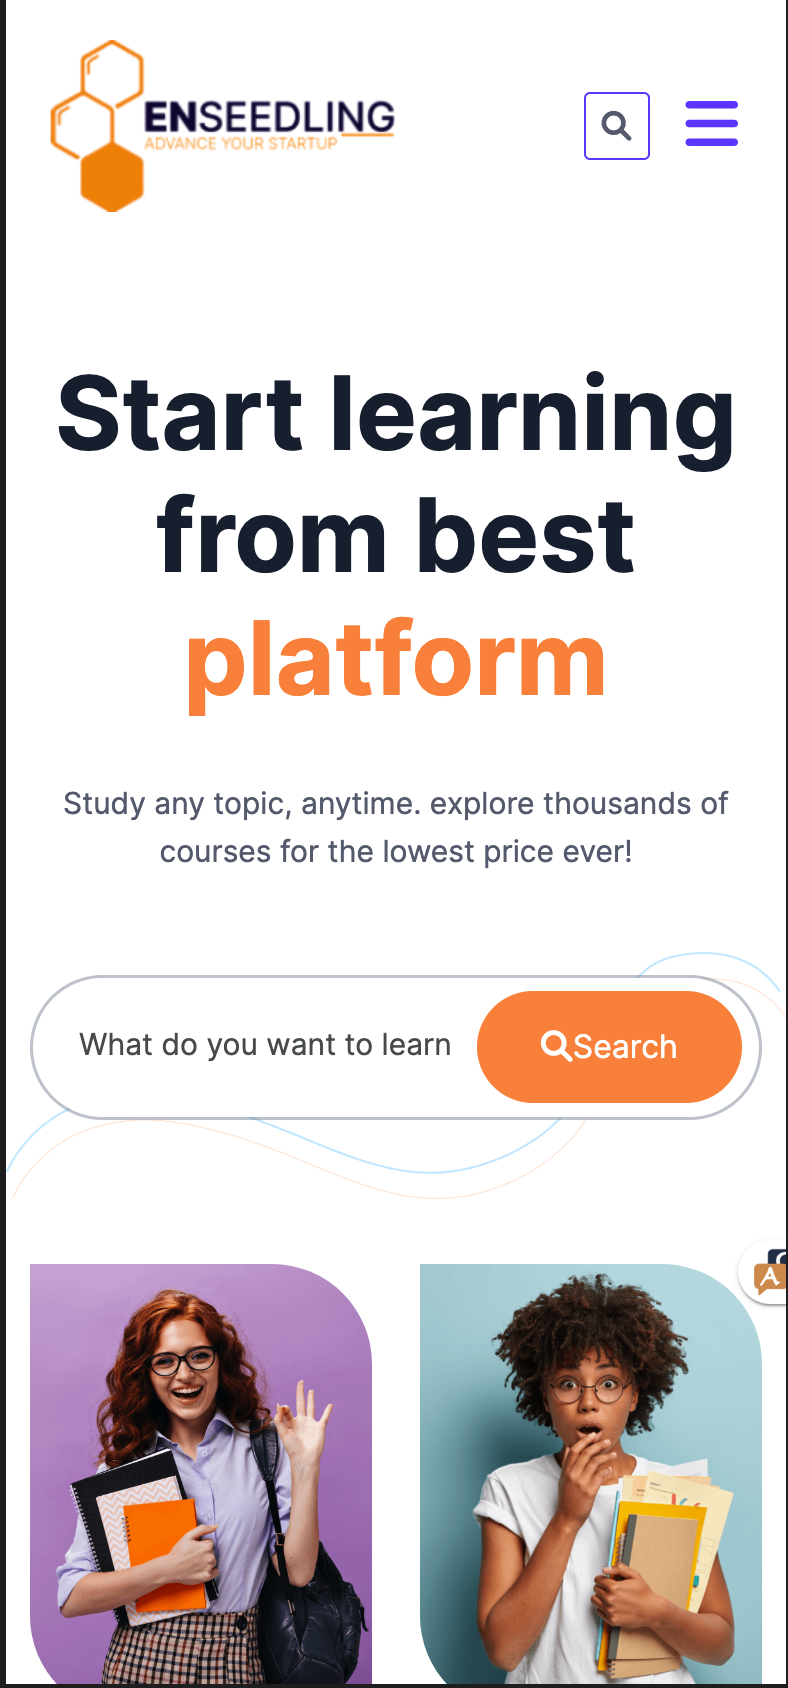 ENSEEDLING
ADVANCE YOUR STARTUP
Start learning
from best
platform
Study any topic, anytime. explore thousands of
courses for the lowest price ever!
What do you want to learn
Search
A